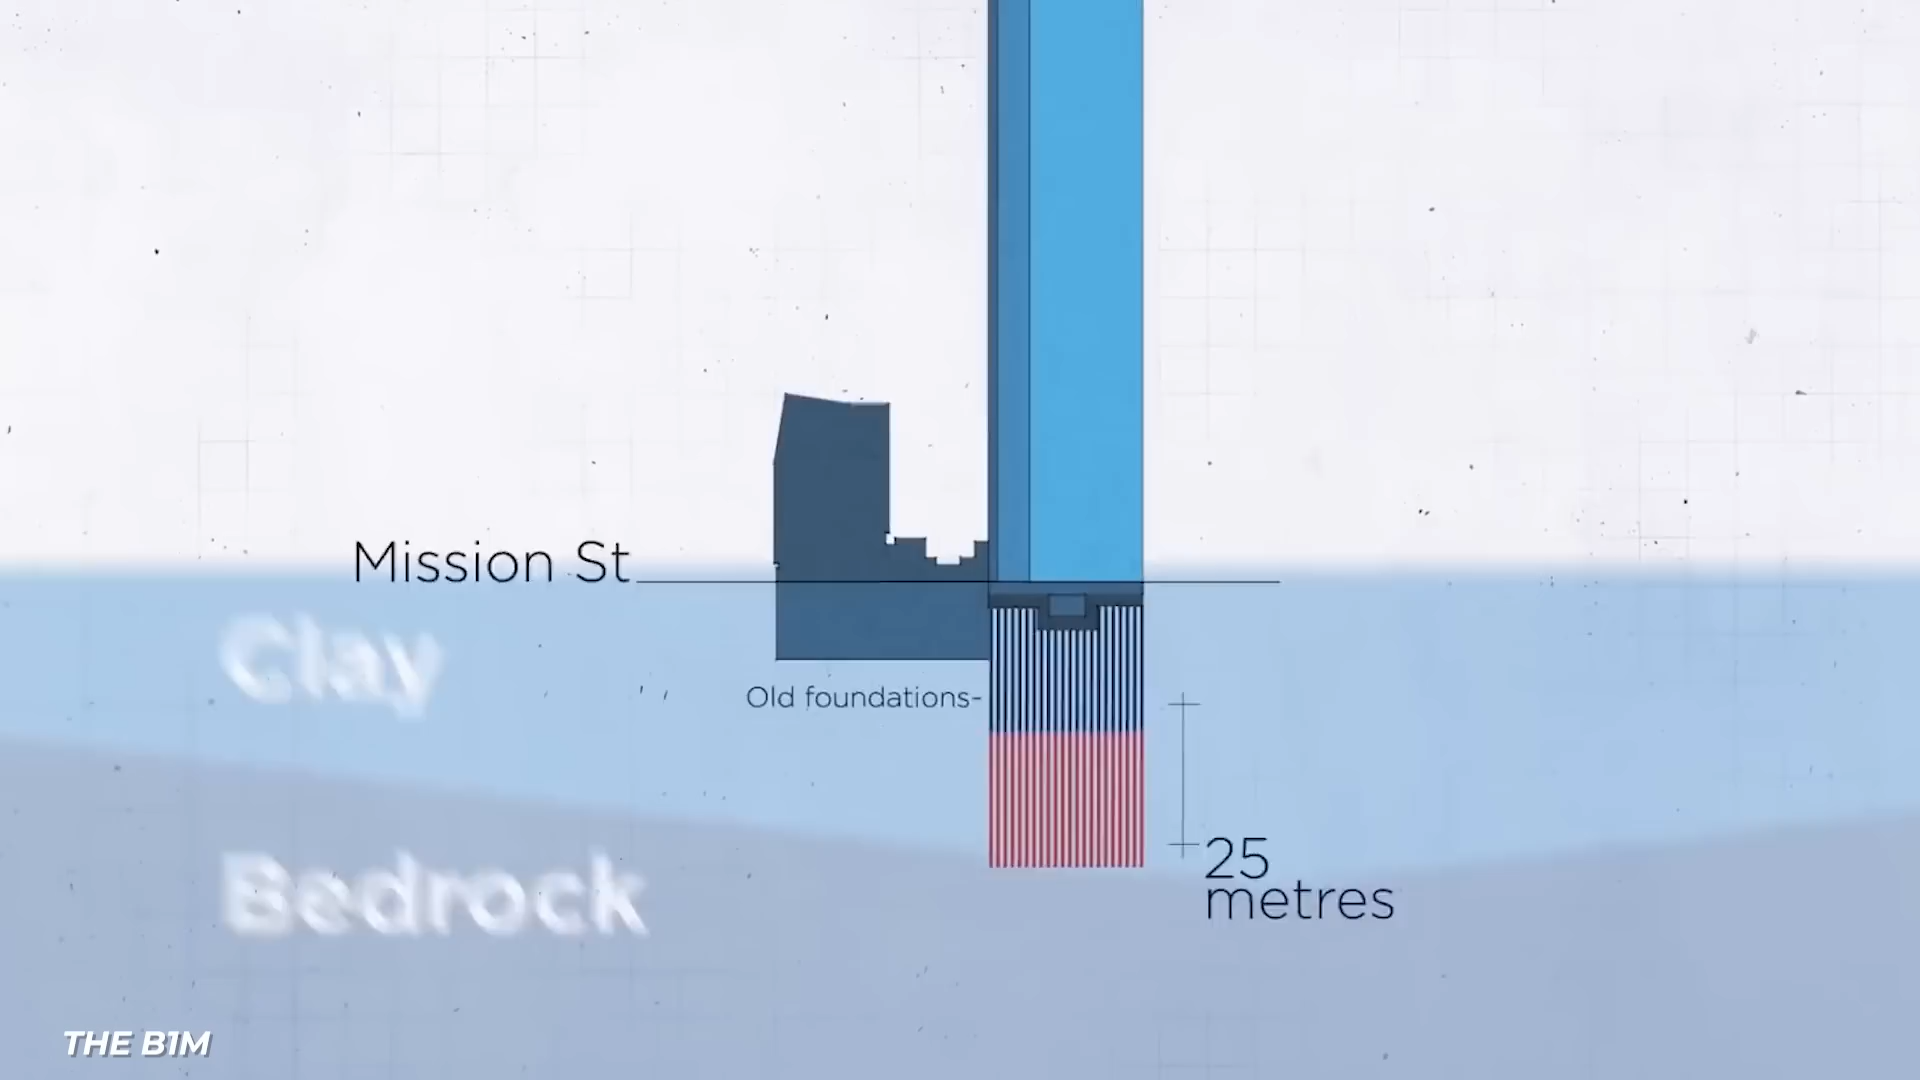 Mission St
Clay
Old foundations-
25
metres
Bedrock
THE B1M